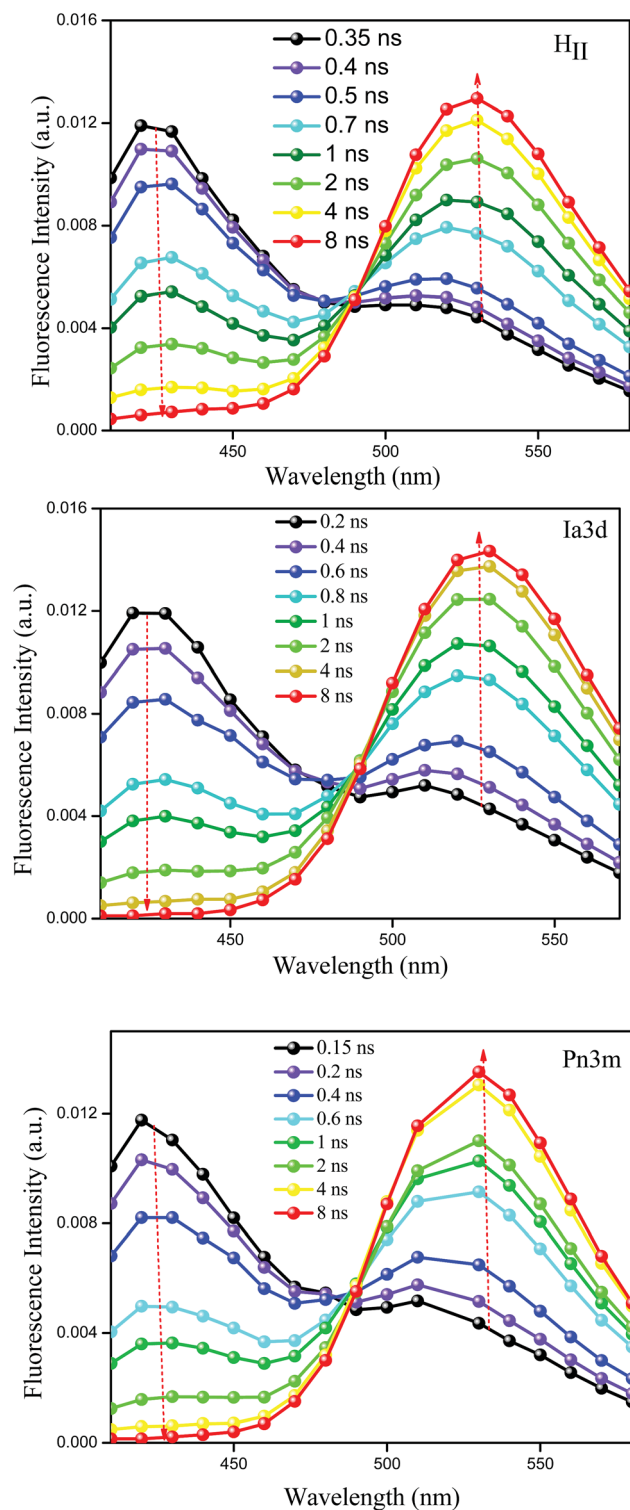 0.016
0.012
0.008
0.004
0.000
Fluorescence Intensity (a.u.)
0.35 ns
0.4 ns
0.5 ns
0.7 ns
1 ns
2 ns
4 ns
8 ns
HII
450
500
550
Wavelength (nm)
0.016
0.012
0.008
0.004
0.000
Fluorescence Intensity (a.u.)
0.2 ns
0.4 ns
0.6 ns
0.8 ns
1 ns
2 ns
4 ns
8 ns
Ia3d
450
500
550
Wavelength (nm)
0.012
0.008
0.004
0.000
Fluorescence Intensity (a.u.)
0.15 ns
0.2 ns
0.4 ns
0.6 ns
1 ns
2 ns
4 ns
8 ns
Pn3m
450
500
550
Wavelength (nm)